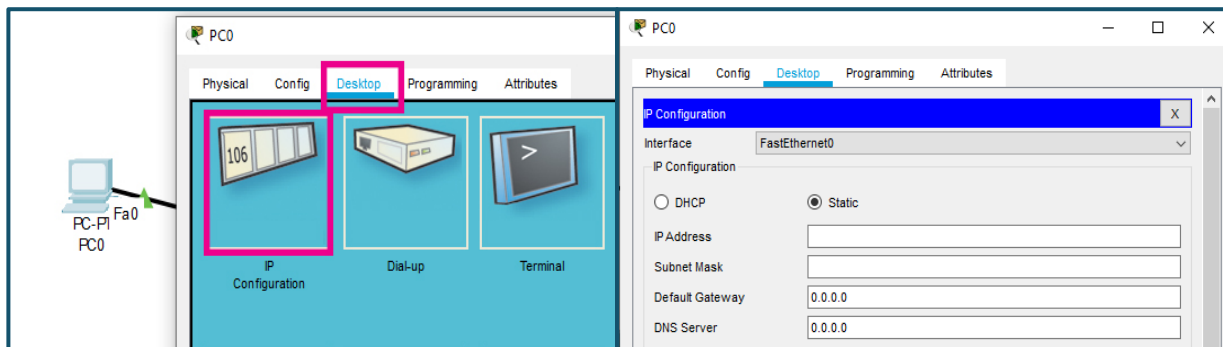 PC0
Physical Config Desktop Programming Attributes
106
>
IP
Configuration
Dial-up
Terminal
Fa0
PC0
PC0
Physical Config Desktop Programming Attributes
IP Configuration
X
Interface FastEthernet0
IP Configuration
DHCP Static
IP Address
Subnet Mask
Default Gateway 0.0.0.0
DNS Server 0.0.0.0